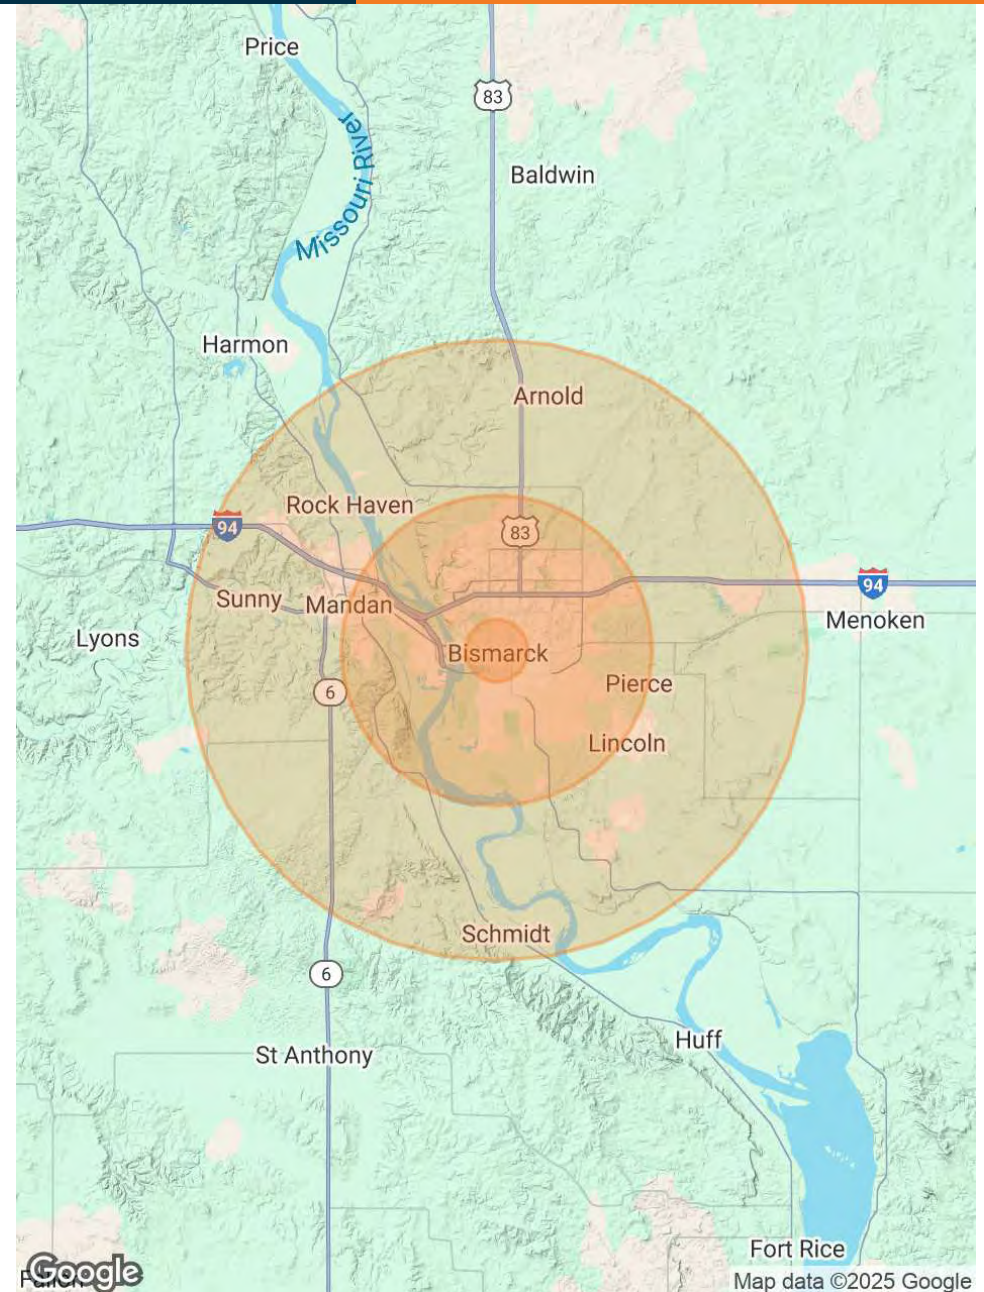 Price
83
Missouri River
Baldwin
Harmon
Arnold
Rock Haven
94
83
Sunny
Mandan
94
Menoken
Lyons
Bismarck
6
Pierce
Lincoln
Schmidt
6
Huff
St Anthony
Fort Rice
Google
Map data ©2025 Google